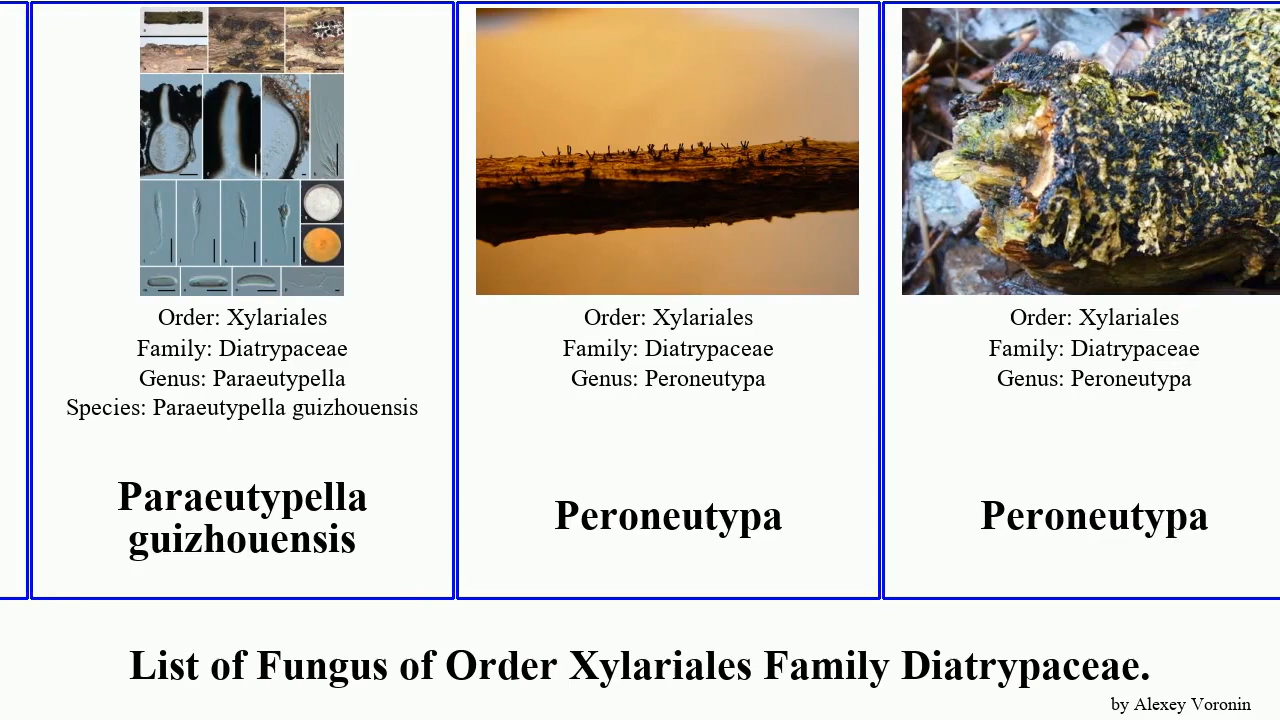 Order: Xylariales
Family: Diatrypaceae
Genus: Paraeutypella
Species: Paraeutypella guizhouensis
Paraeutypella
guizhouensis
Order: Xylariales
Family: Diatrypaceae
Genus: Peroneutypa
Peroneutypa
Order: Xylariales
Family: Diatrypaceae
Genus: Peroneutypa
Peroneutypa
List of Fungus of Order Xylariales Family Diatrypaceae.
by Alexey Voronin